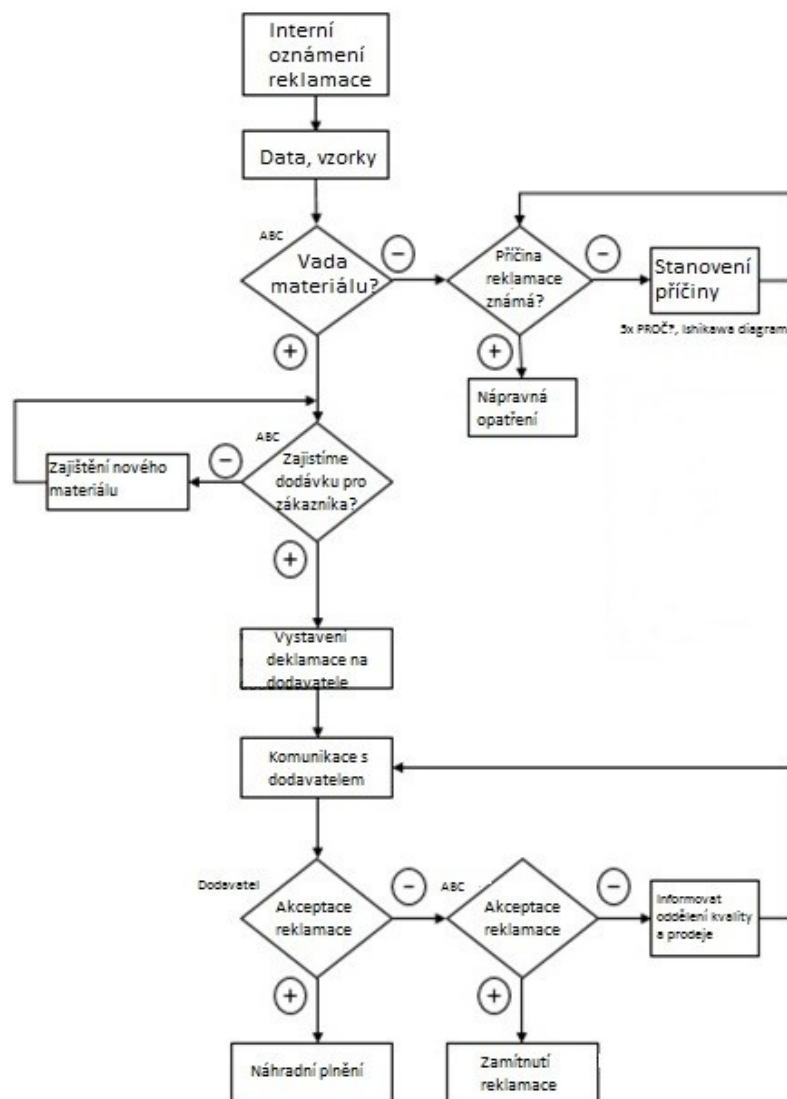 Interní
oznámení
reklamace
Data, vzorky
ABC
Vada
materiálu?
−
Příčina
reklamace
známá?
−
Stanovení
příčiny
5x PROČ?, Ishikawa diagram
+
+
Nápravná
opatření
ABC
Zajistíme
dodávku pro
zákazníka?
−
Zajištění nového
materiálu
+
Vystavení
deklamace na
dodavatele
Komunikace s
dodavatelem
Dodavatel
Akceptace
reklamace
−
ABC
Akceptace
reklamace
−
Informovat
oddělení kvality
a prodeje
+
+
Náhradní plnění
Zamítnutí
reklamace